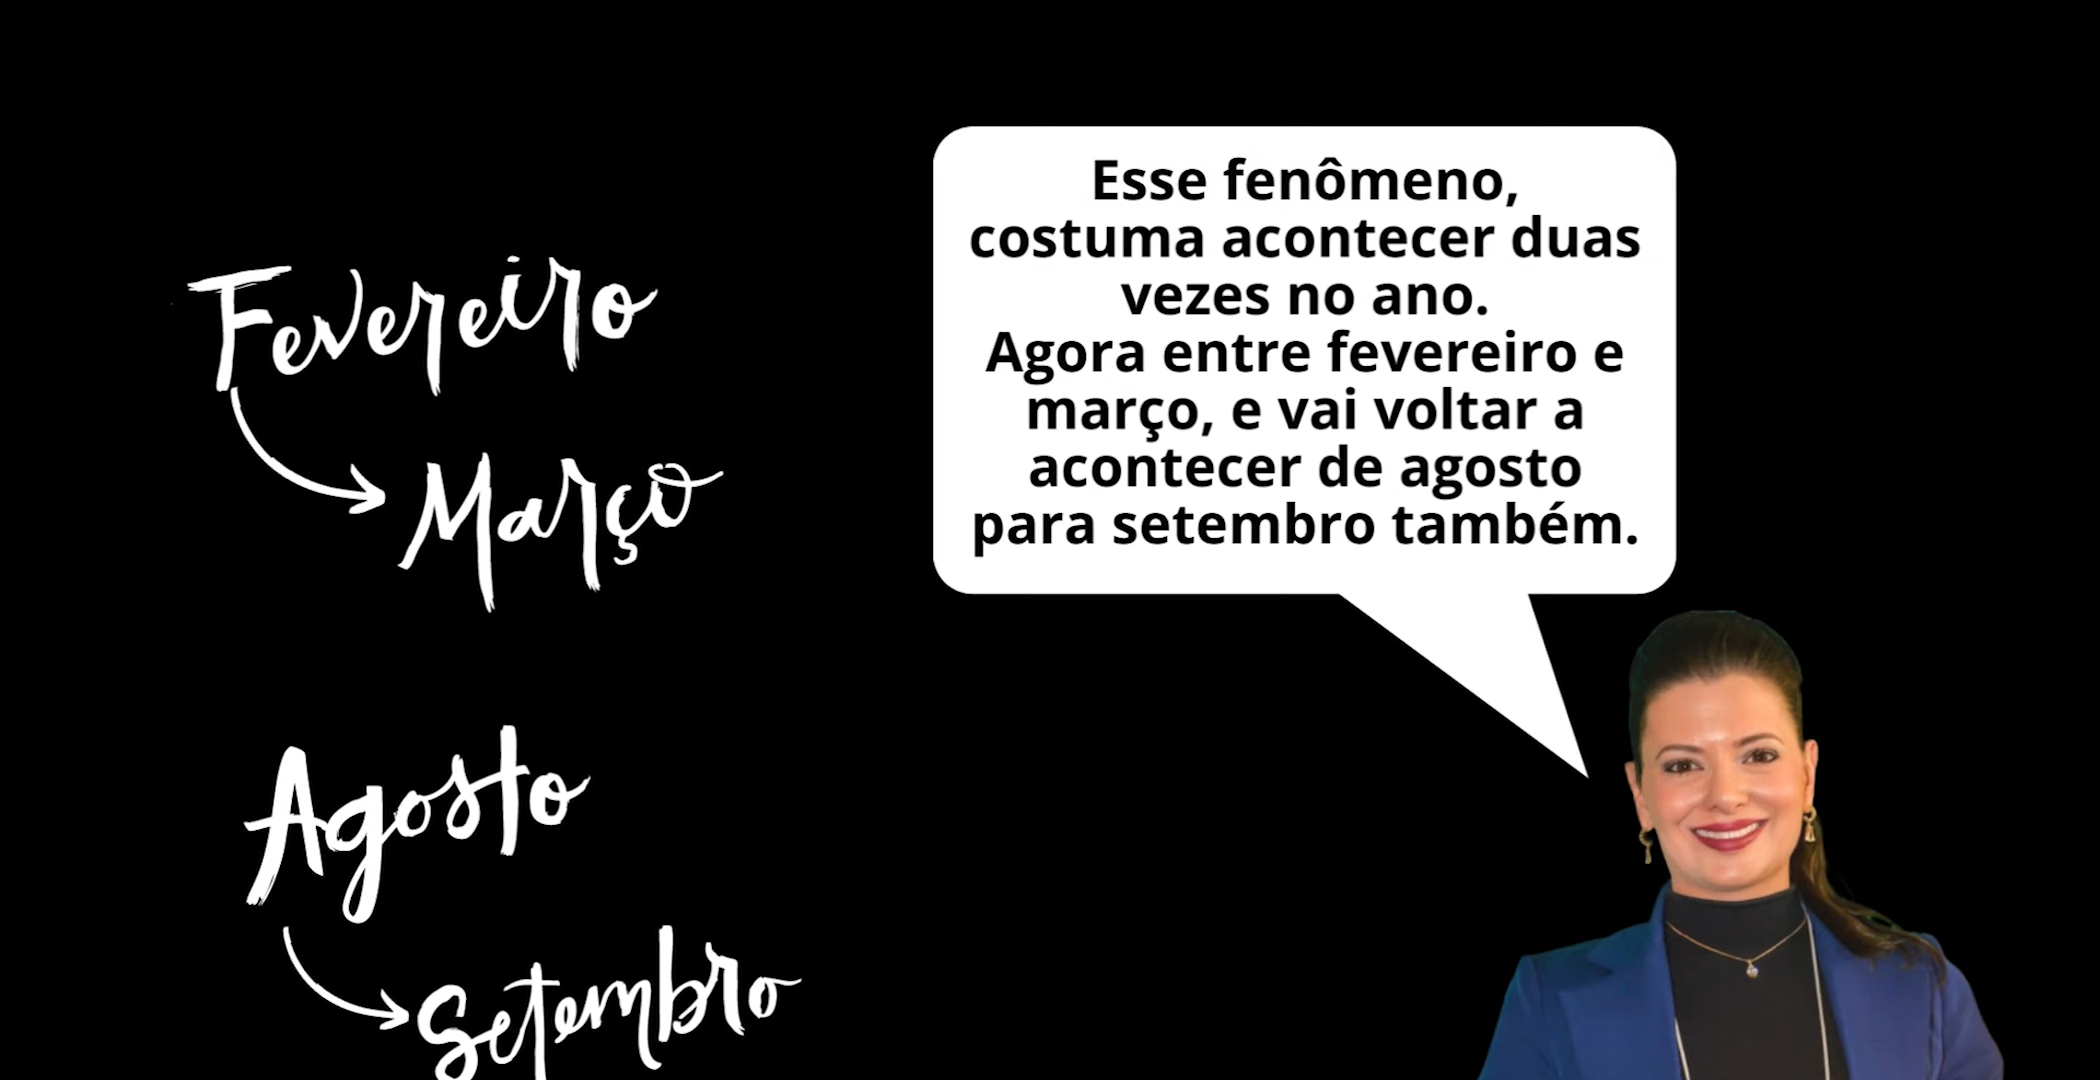 Fevereiro
Março
Agosto
Setembro
Esse fenômeno,
costuma acontecer duas
vezes no ano.
Agora entre fevereiro e
março, e vai voltar a
acontecer de agosto
para setembro também.